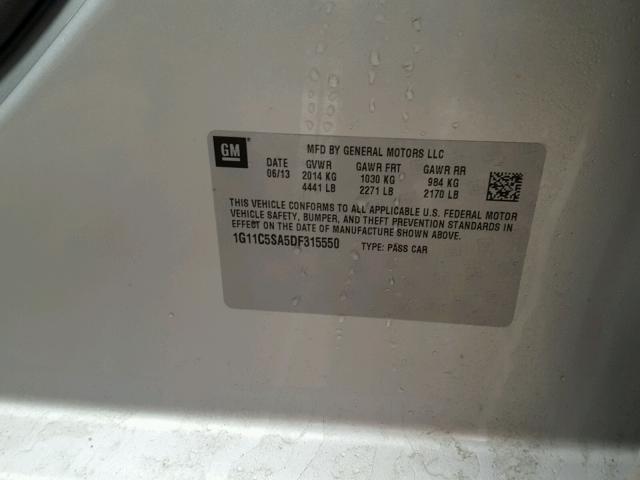 GM
MFD BY GENERAL MOTORS LLC
DATE GVWR GAWR FRT GAWR RR
06/13 2014 KG 1030 KG 984 KG
4441 LB 2271 LB 2170 LB
THIS VEHICLE CONFORMS TO ALL APPLICABLE U.S. FEDERAL MOTOR
VEHICLE SAFETY, BUMPER, AND THEFT PREVENTION STANDARDS IN
EFFECT ON THE DATE OF MANUFACTURE SHOWN ABOVE.
1G11C5SA5DF315550 TYPE: PASS CAR